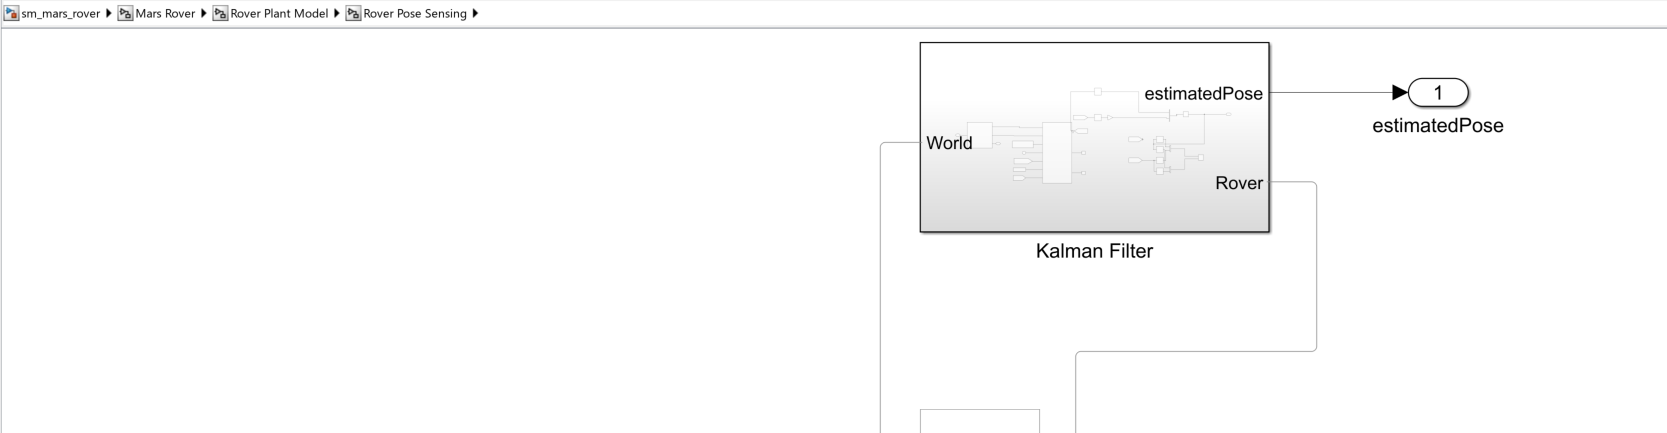 sm_mars_rover Mars Rover Rover Plant Model Rover Pose Sensing
estimatedPose
1
estimatedPose
World
Rover
Kalman Filter